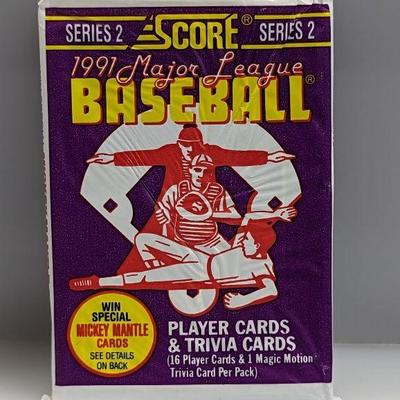 SERIES 2 SCORE® SERIES 2
1991 Major League
BASEBALL®
WIN
SPECIAL
MICKEY MANTLE
CARDS
SEE DETAILS
ON BACK
PLAYER CARDS
& TRIVIA CARDS
(16 Player Cards & 1 Magic Motion
Trivia Card Per Pack)